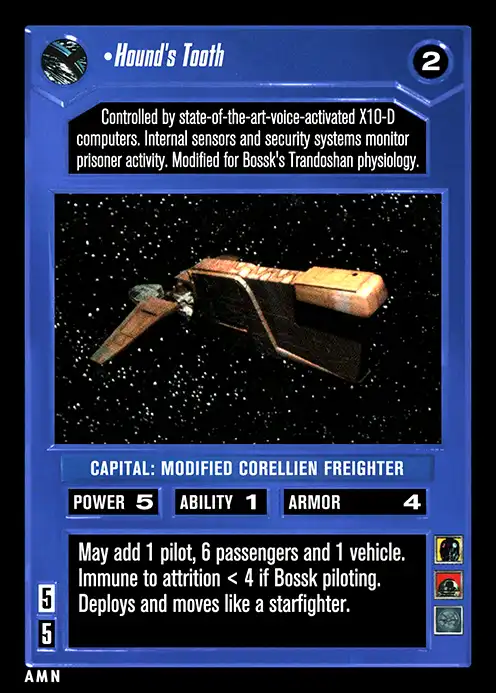 •Hound's Tooth
2
Controlled by state-of-the-art-voice-activated X10-D
computers. Internal sensors and security systems monitor
prisoner activity. Modified for Bossk's Trandoshan physiology.
CAPITAL: MODIFIED CORELLIEN FREIGHTER
POWER 5 ABILITY 1 ARMOR 4
May add 1 pilot, 6 passengers and 1 vehicle.
Immune to attrition < 4 if Bossk piloting.
Deploys and moves like a starfighter.
5
5
AMN